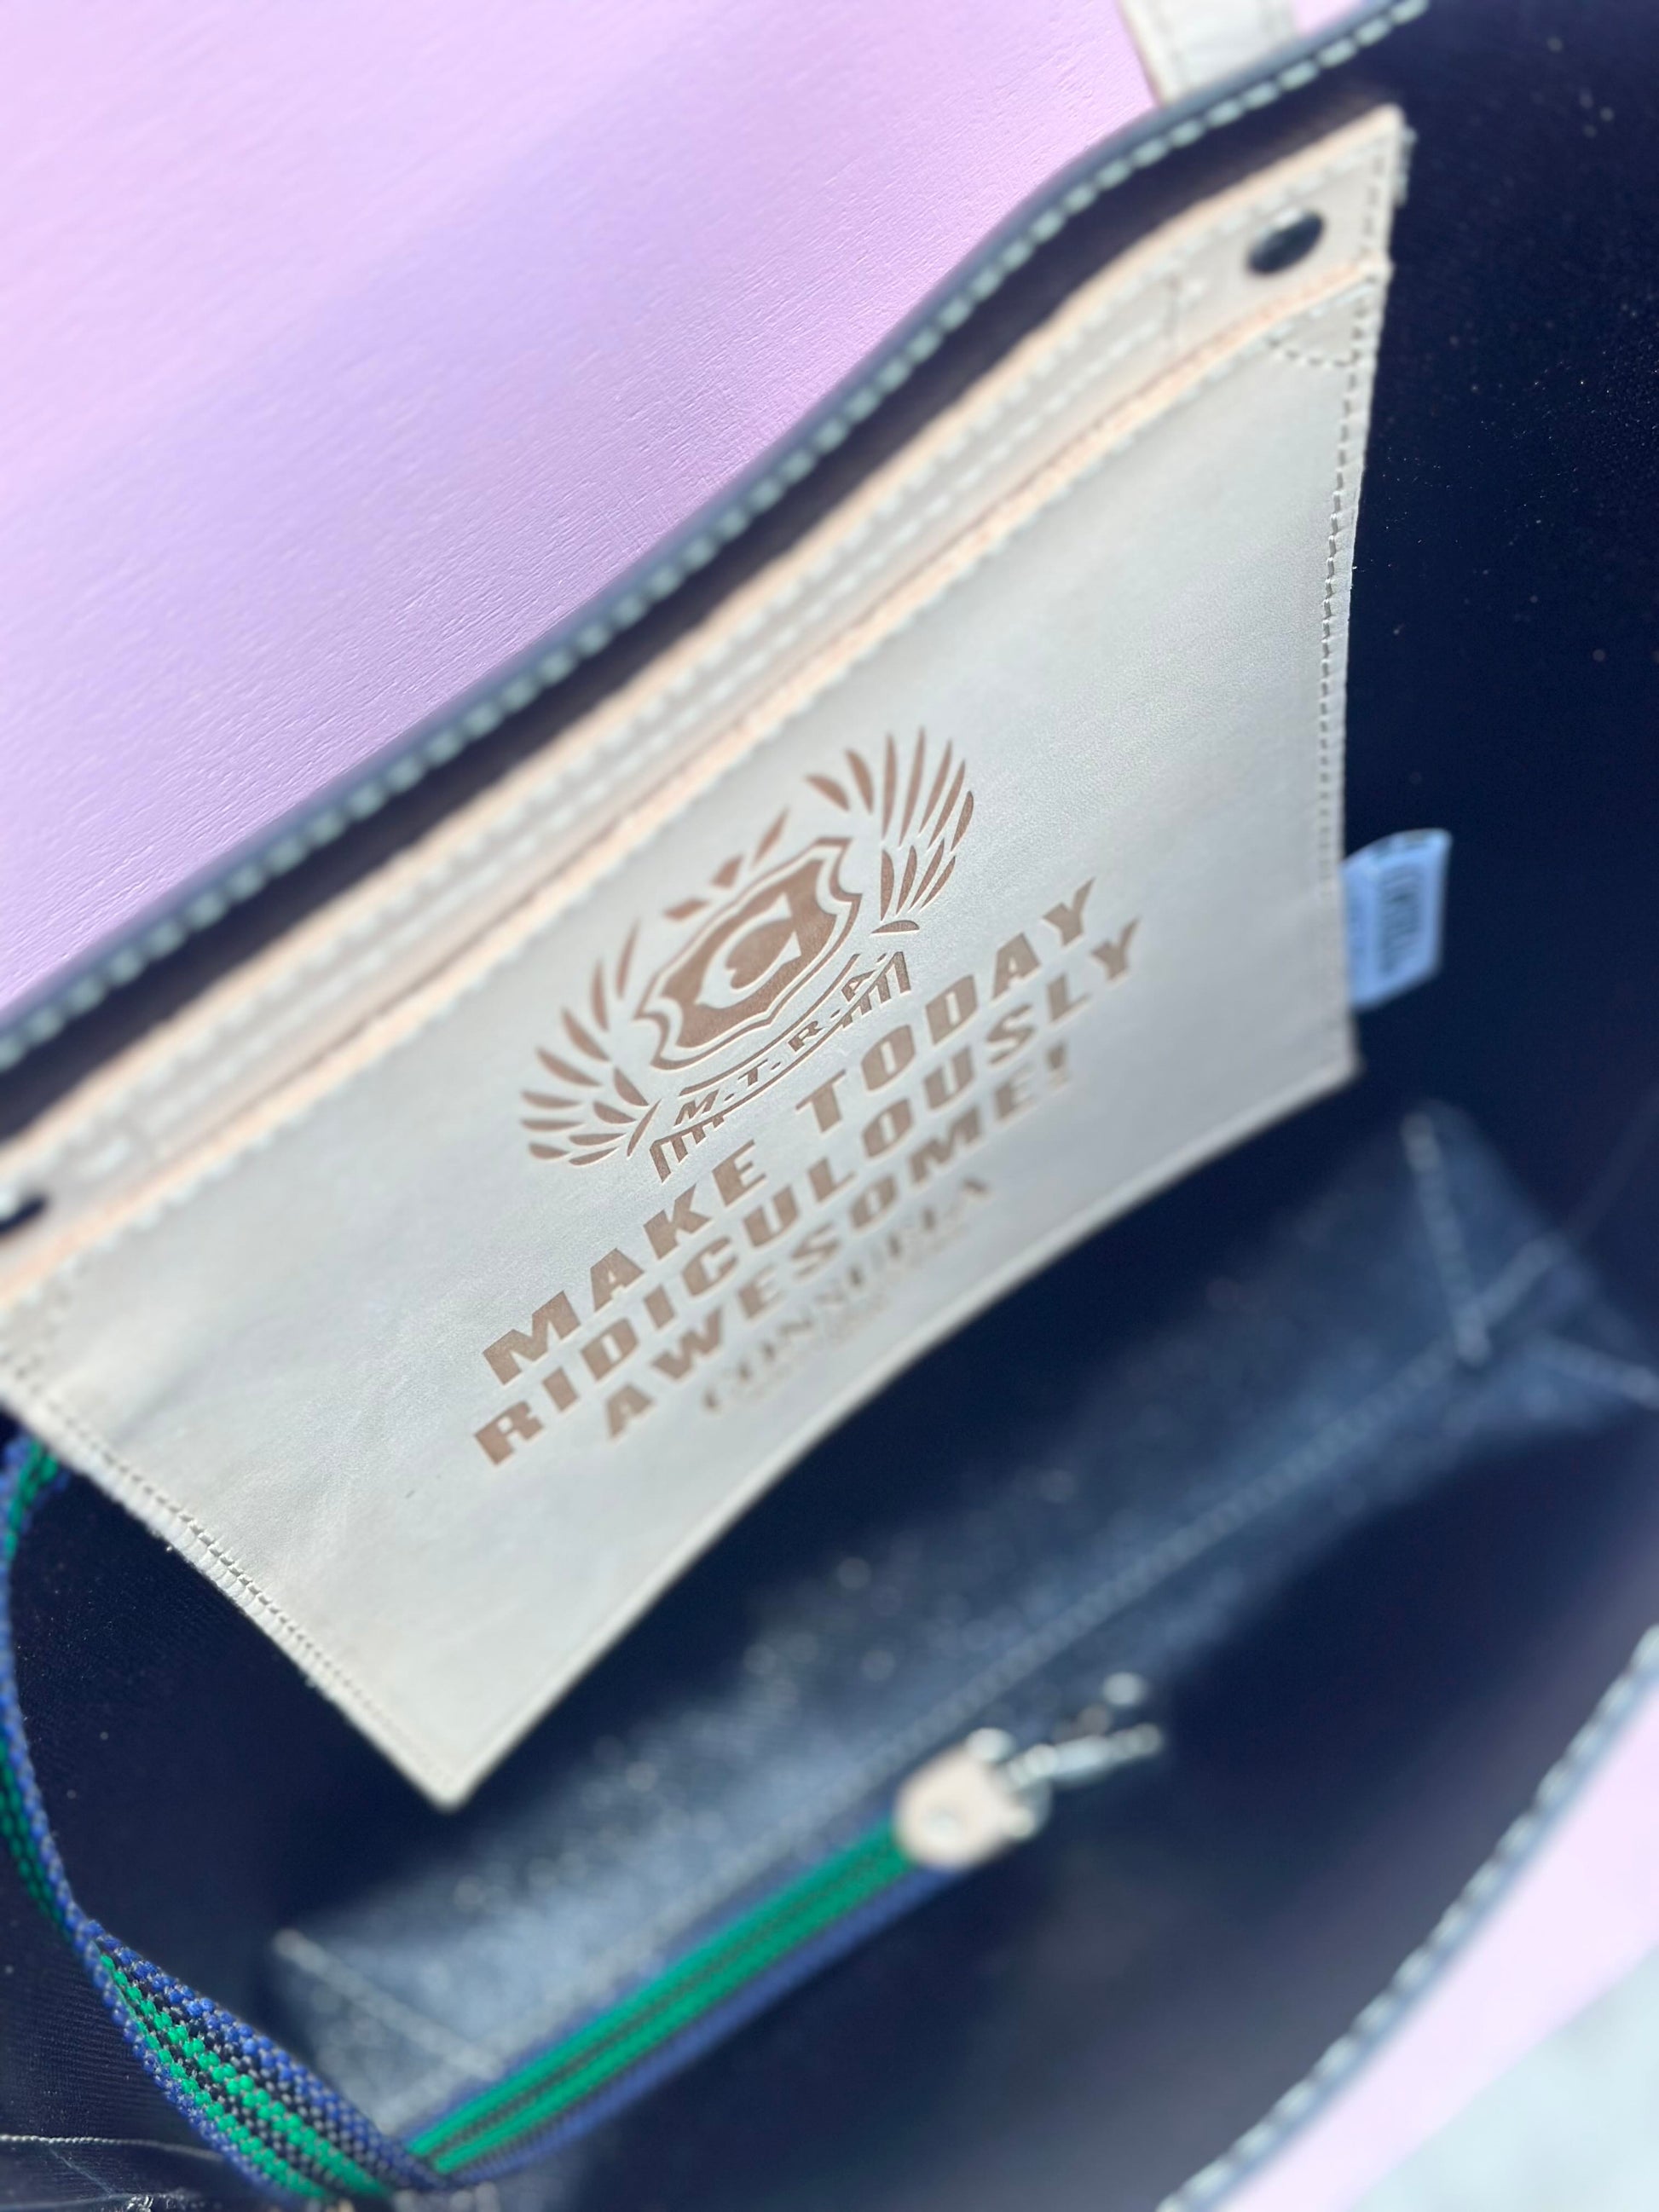 C
M.T.R.A.
MAKE TODAY
RIDICULOUSLY
AWESOME!
CONSUELA